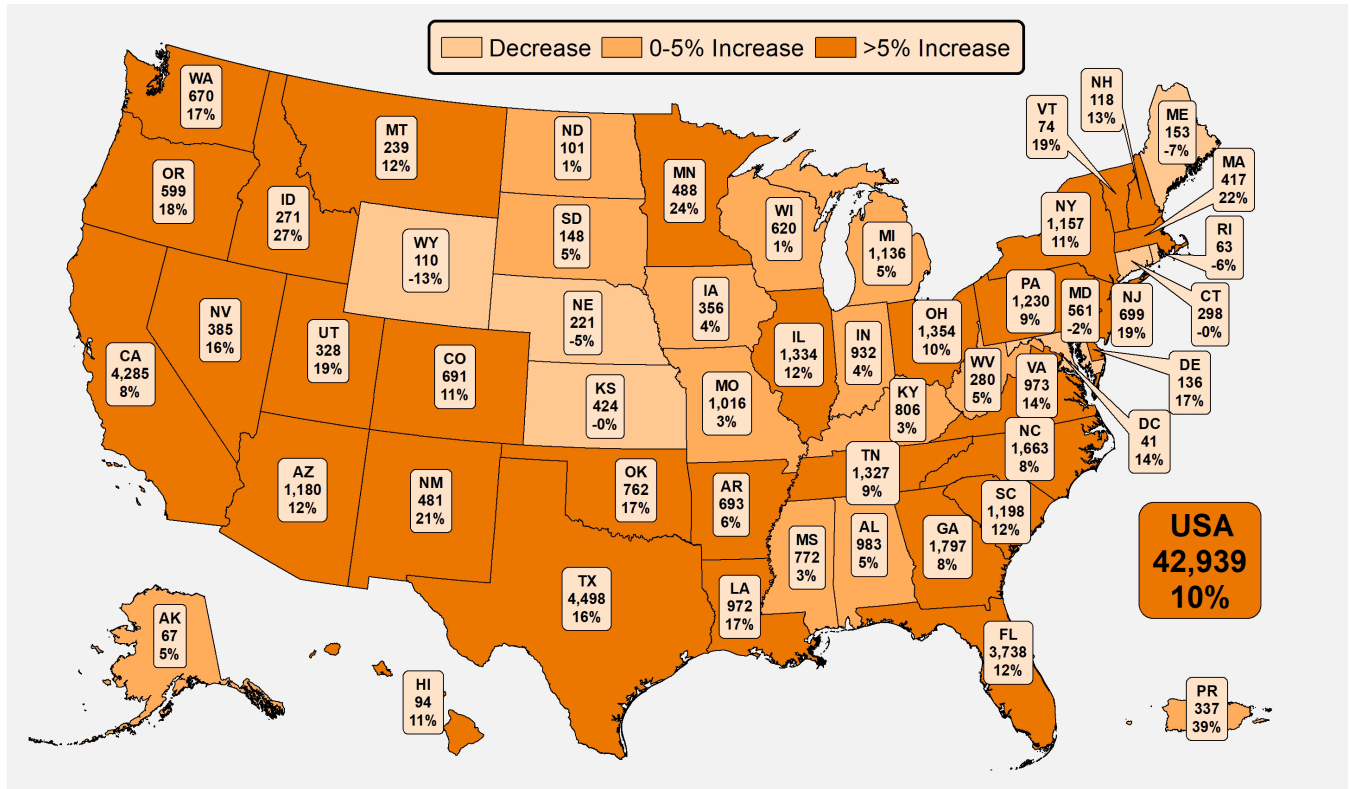 Decrease
0-5% Increase
>5% Increase
WA
670
17%
OR
599
18%
CA
4,285
8%
NV
385
16%
ID
271
27%
MT
239
12%
WY
110
-13%
UT
328
19%
CO
691
11%
AZ
1,180
12%
NM
481
21%
ND
101
1%
SD
148
5%
NE
221
-5%
KS
424
-0%
OK
762
17%
TX
4,498
16%
MN
488
24%
IA
356
4%
MO
1,016
3%
AR
693
6%
LA
972
17%
WI
620
1%
IL
1,334
12%
MI
1,136
5%
IN
932
4%
OH
1,354
10%
KY
806
3%
TN
1,327
9%
MS
772
3%
AL
983
5%
GA
1,797
8%
FL
3,738
12%
SC
1,198
12%
NC
1,663
8%
VA
973
14%
WV
280
5%
PA
1,230
9%
MD
561
-2%
NJ
699
19%
NY
1,157
11%
VT
74
19%
NH
118
13%
ME
153
-7%
MA
417
22%
RI
63
-6%
CT
298
-0%
DE
136
17%
DC
41
14%
USA
42,939
10%
AK
67
5%
HI
94
11%
PR
337
39%